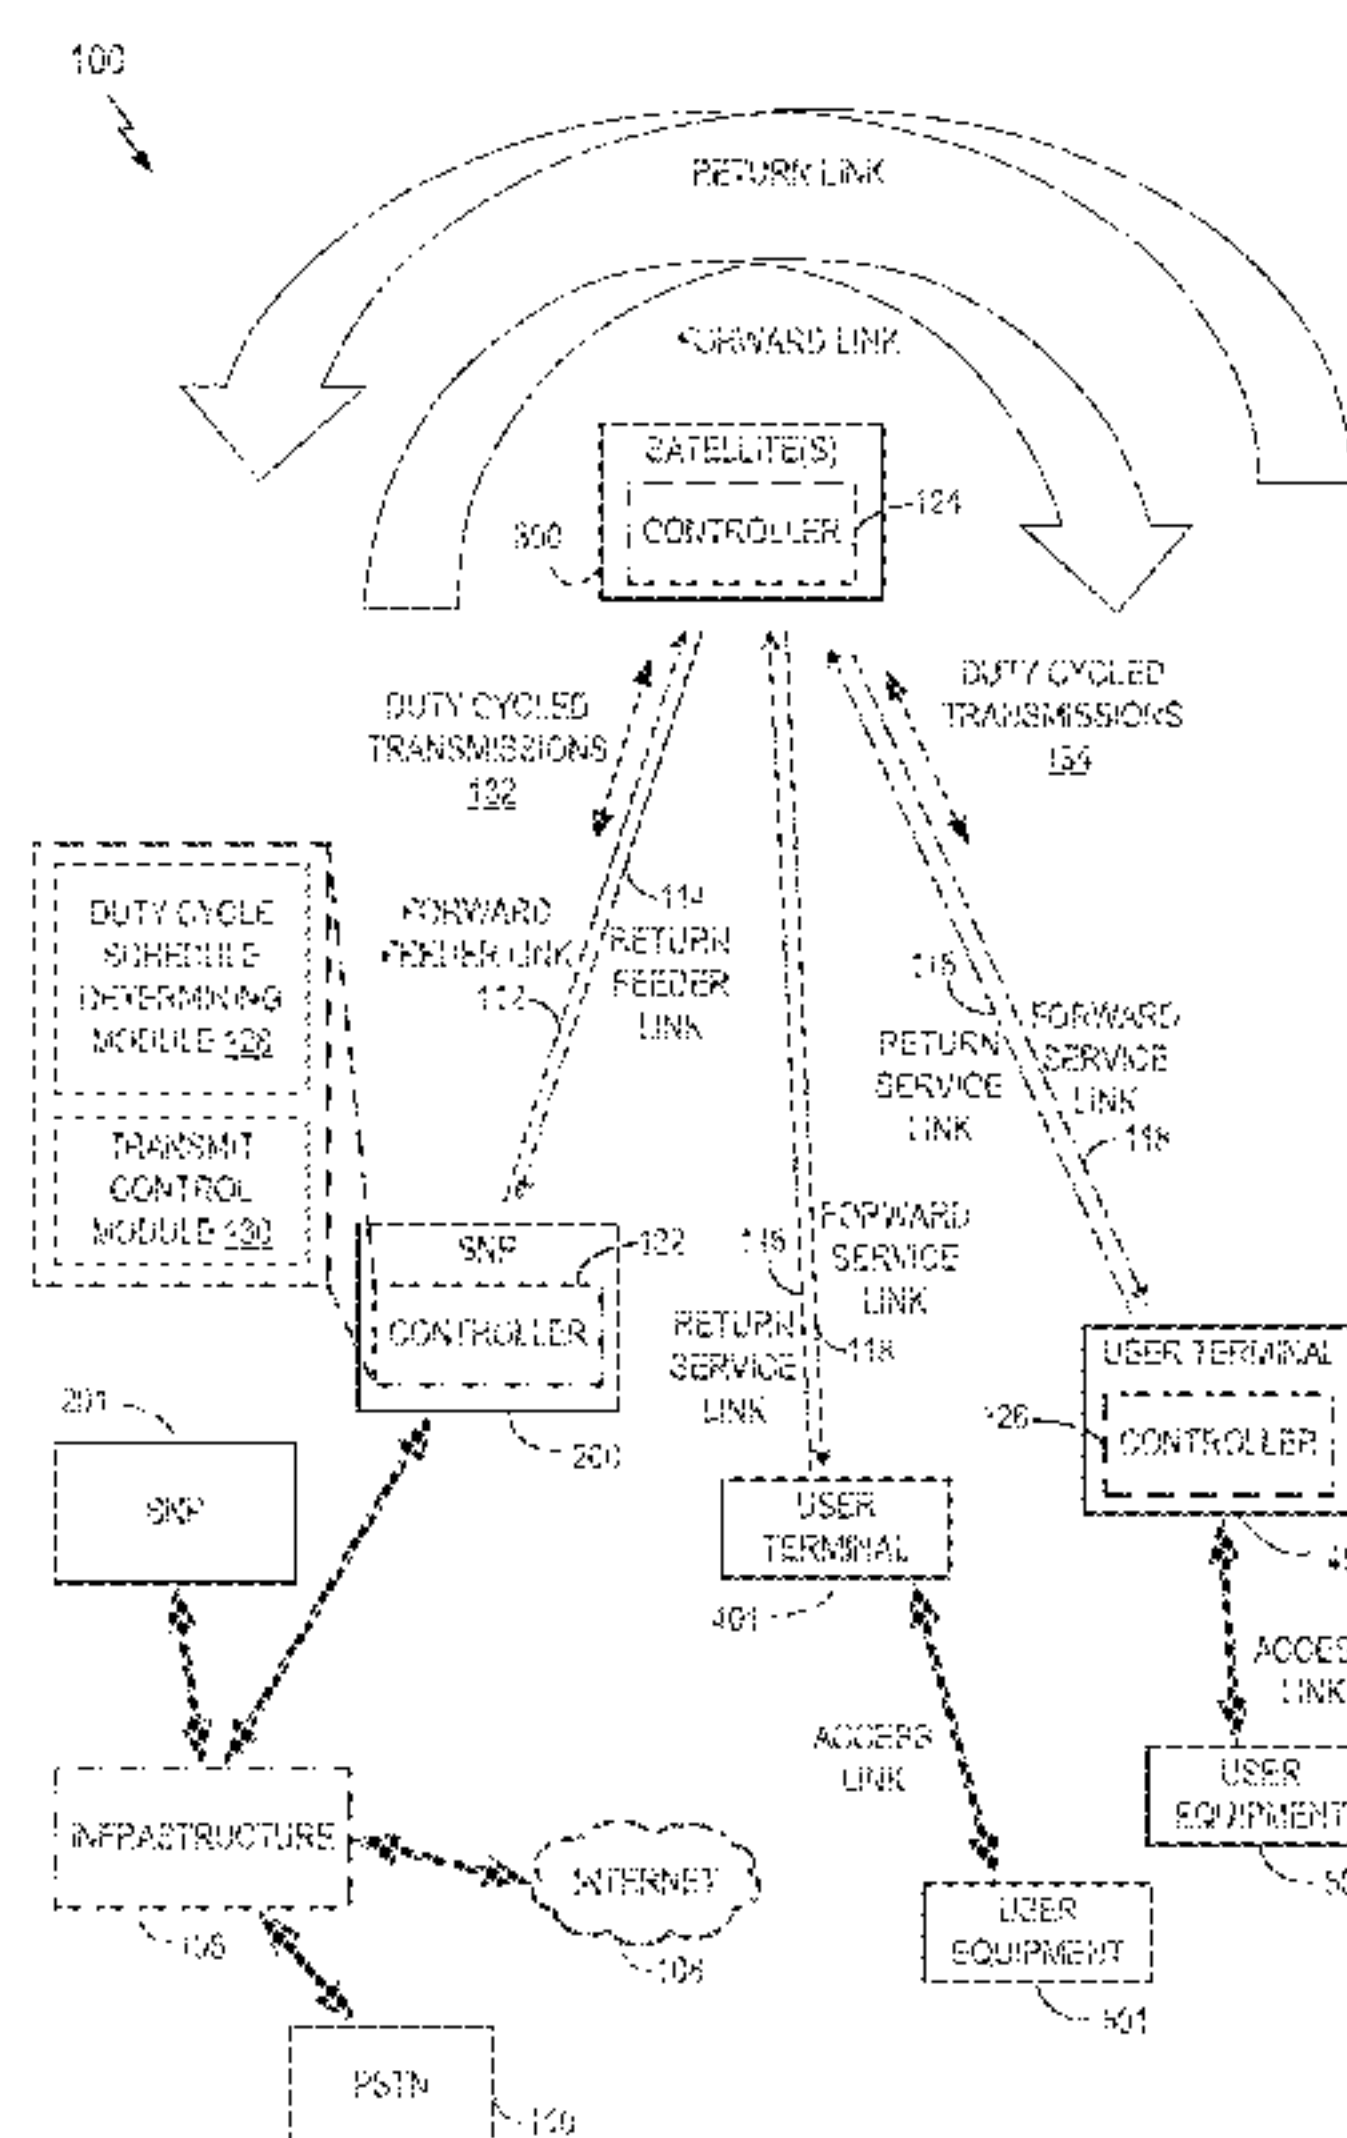 100
RETURN LINK
FORWARD LINK
SATELLITE(S)
CONTROLLER
124
300
DUTY CYCLED
TRANSMISSIONS
132
DUTY CYCLED
TRANSMISSIONS
134
DUTY CYCLE
SCHEDULE
DETERMINING
MODULE 128
TRANSMIT
CONTROL
MODULE 130
FORWARD
FEEDER LINK
112
114
RETURN
FEEDER
LINK
116
RETURN
SERVICE
LINK
FORWARD
SERVICE
LINK
118
SNP
122
CONTROLLER
200
116
FORWARD
SERVICE
LINK
RETURN
SERVICE
LINK
118
USER TERMINAL
126
CONTROLLER
201
SNP
USER
TERMINAL
401
ACCESS
LINK
LINK
USER
EQUIPMENT
INFRASTRUCTURE
106
INTERNET
108
USER
EQUIPMENT
501
PSTN
110